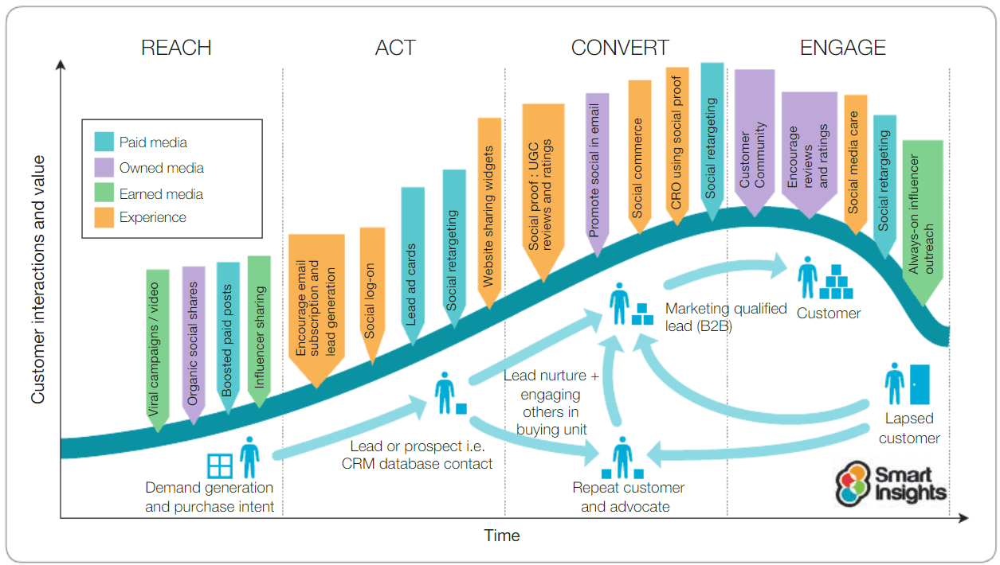 REACH
ACT
CONVERT
ENGAGE
Customer interactions and value
Paid media
Owned media
Earned media
Experience
Viral campaigns / video
Organic social shares
Boosted paid posts
Influencer sharing
Encourage email
subscription and
lead generation
Social log-on
Lead ad cards
Social retargeting
Website sharing widgets
Social proof : UGC
reviews and ratings
Promote social in email
Social commerce
CRO using social proof
Social retargeting
Customer
Community
Encourage
reviews
and ratings
Social media care
Social retargeting
Always-on influencer
outreach
Demand generation
and purchase intent
Lead or prospect i.e.
CRM database contact
Lead nurture +
engaging
others in
buying unit
Marketing qualified
lead (B2B)
Customer
Repeat customer
and advocate
Lapsed
customer
Smart
Insights
Time